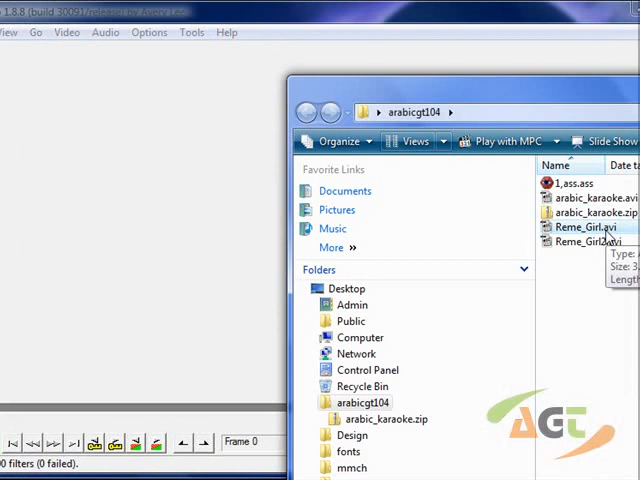 1.8.8 (build 30091/release) by Avery Lee
View Go Video Audio Options Tools Help
arabicgt104
Organize Views Play with MPC Slide Show
Favorite Links
Documents
Pictures
Music
More »
Folders
Desktop
Admin
Public
Computer
Network
Control Panel
Recycle Bin
arabicgt104
arabic_karaoke.zip
Design
fonts
mmch
Name Date ta
1,ass.ass
arabic_karaoke.avi
arabic_karaoke.zip
Reme_Girl.avi
Reme_Girl2.avi
Type:
Size: 3.
Length
AGT
Frame 0
0 filters (0 failed).